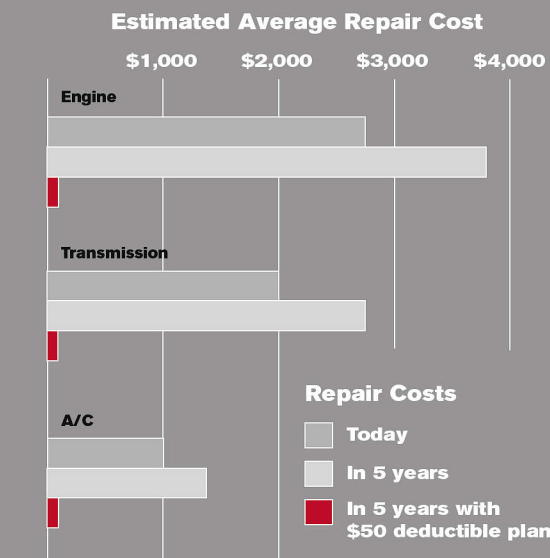 Estimated Average Repair Cost
$1,000 $2,000 $3,000 $4,000
Engine
Transmission
A/C
Repair Costs
Today
In 5 years
In 5 years with
$50 deductible plan